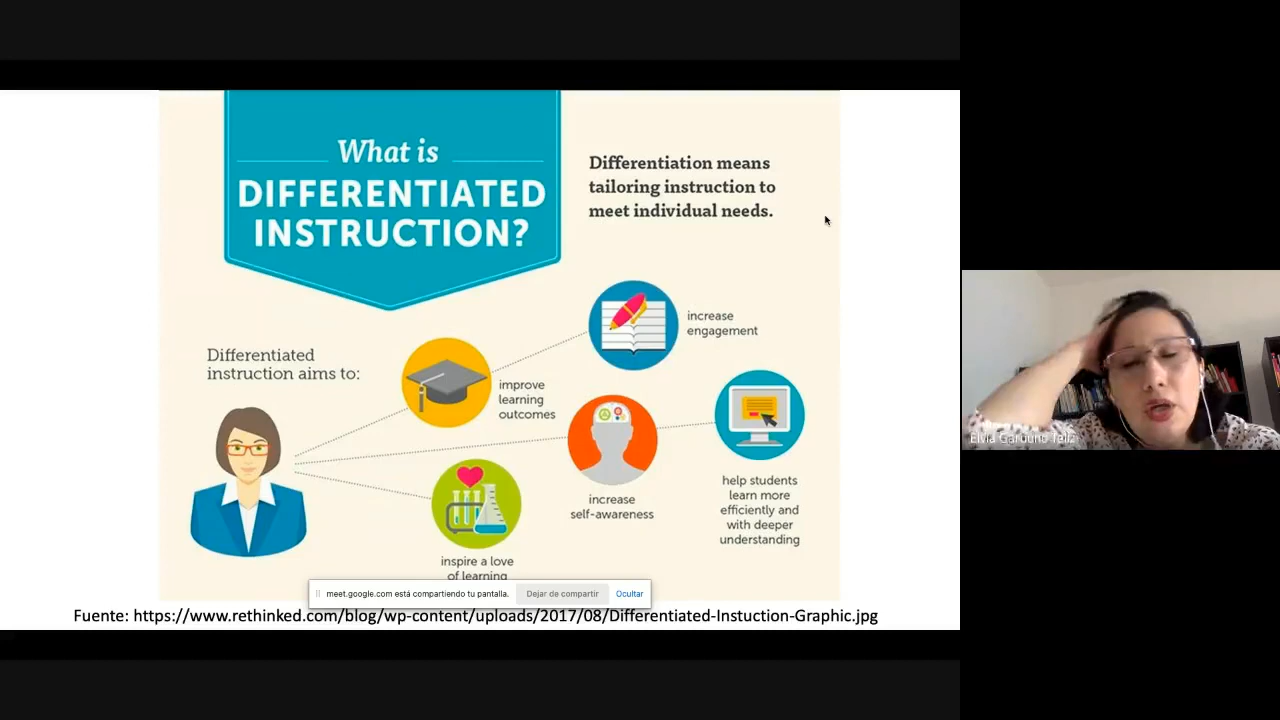 What is
DIFFERENTIATED
INSTRUCTION?
Differentiation means
tailoring instruction to
meet individual needs.
Differentiated
instruction aims to:
increase
engagement
improve
learning
outcomes
increase
self-awareness
help students
learn more
efficiently and
with deeper
understanding
inspire a love
of learning
meet.google.com está compartiendo tu pantalla.
Dejar de compartir
Ocultar
Fuente: https://www.rethinked.com/blog/wp-content/uploads/2017/08/Differentiated-Instuction-Graphic.jpg
Elvia Garduño Teliz